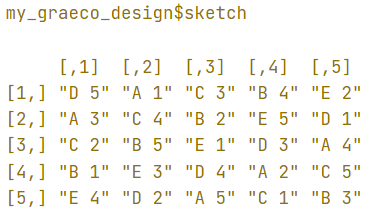 my_graeco_design$sketch
[,1] [,2] [,3] [,4] [,5]
[1,] "D 5" "A 1" "C 3" "B 4" "E 2"
[2,] "A 3" "C 4" "B 2" "E 5" "D 1"
[3,] "C 2" "B 5" "E 1" "D 3" "A 4"
[4,] "B 1" "E 3" "D 4" "A 2" "C 5"
[5,] "E 4" "D 2" "A 5" "C 1" "B 3"